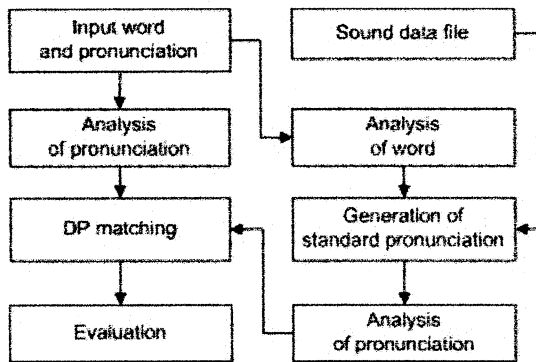 Input word
and pronunciation
Sound data file
Analysis
of pronunciation
Analysis
of word
DP matching
Generation of
standard pronunciation
Evaluation
Analysis
of pronunciation